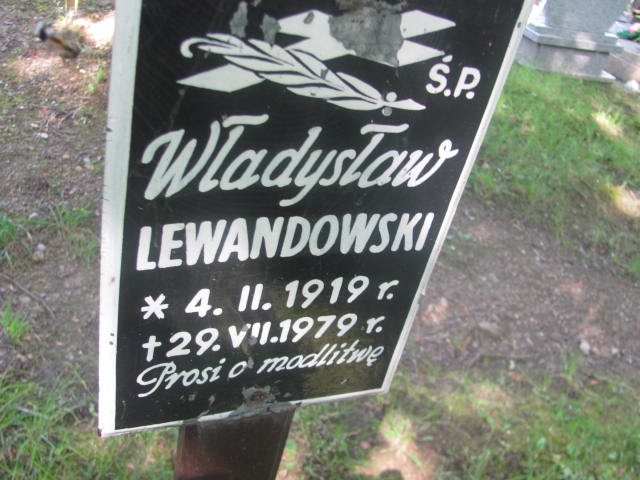 Ś.P.
Władysław
LEWANDOWSKI
* 4. II. 1919 r.
† 29. VII. 1979 r.
Prosi o modlitwę